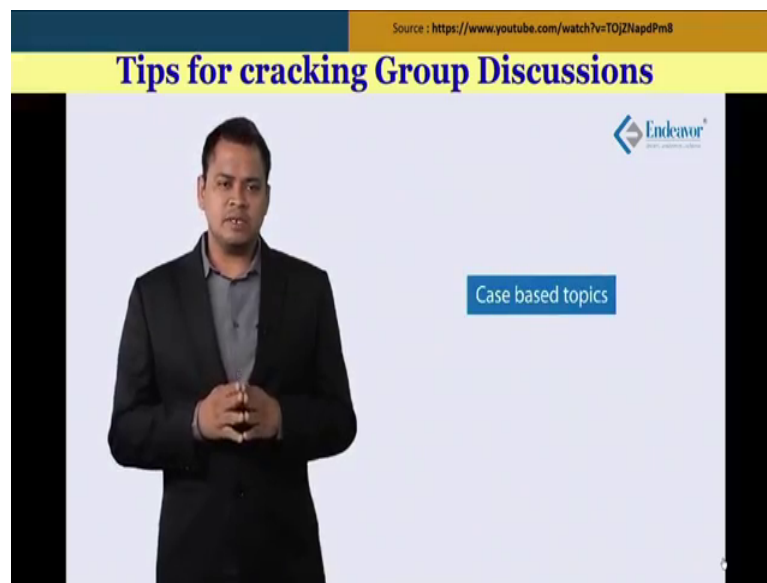 Source : https://www.youtube.com/watch?v=TOjZNapdPm8
Tips for cracking Group Discussions
Endeavor®
Case based topics